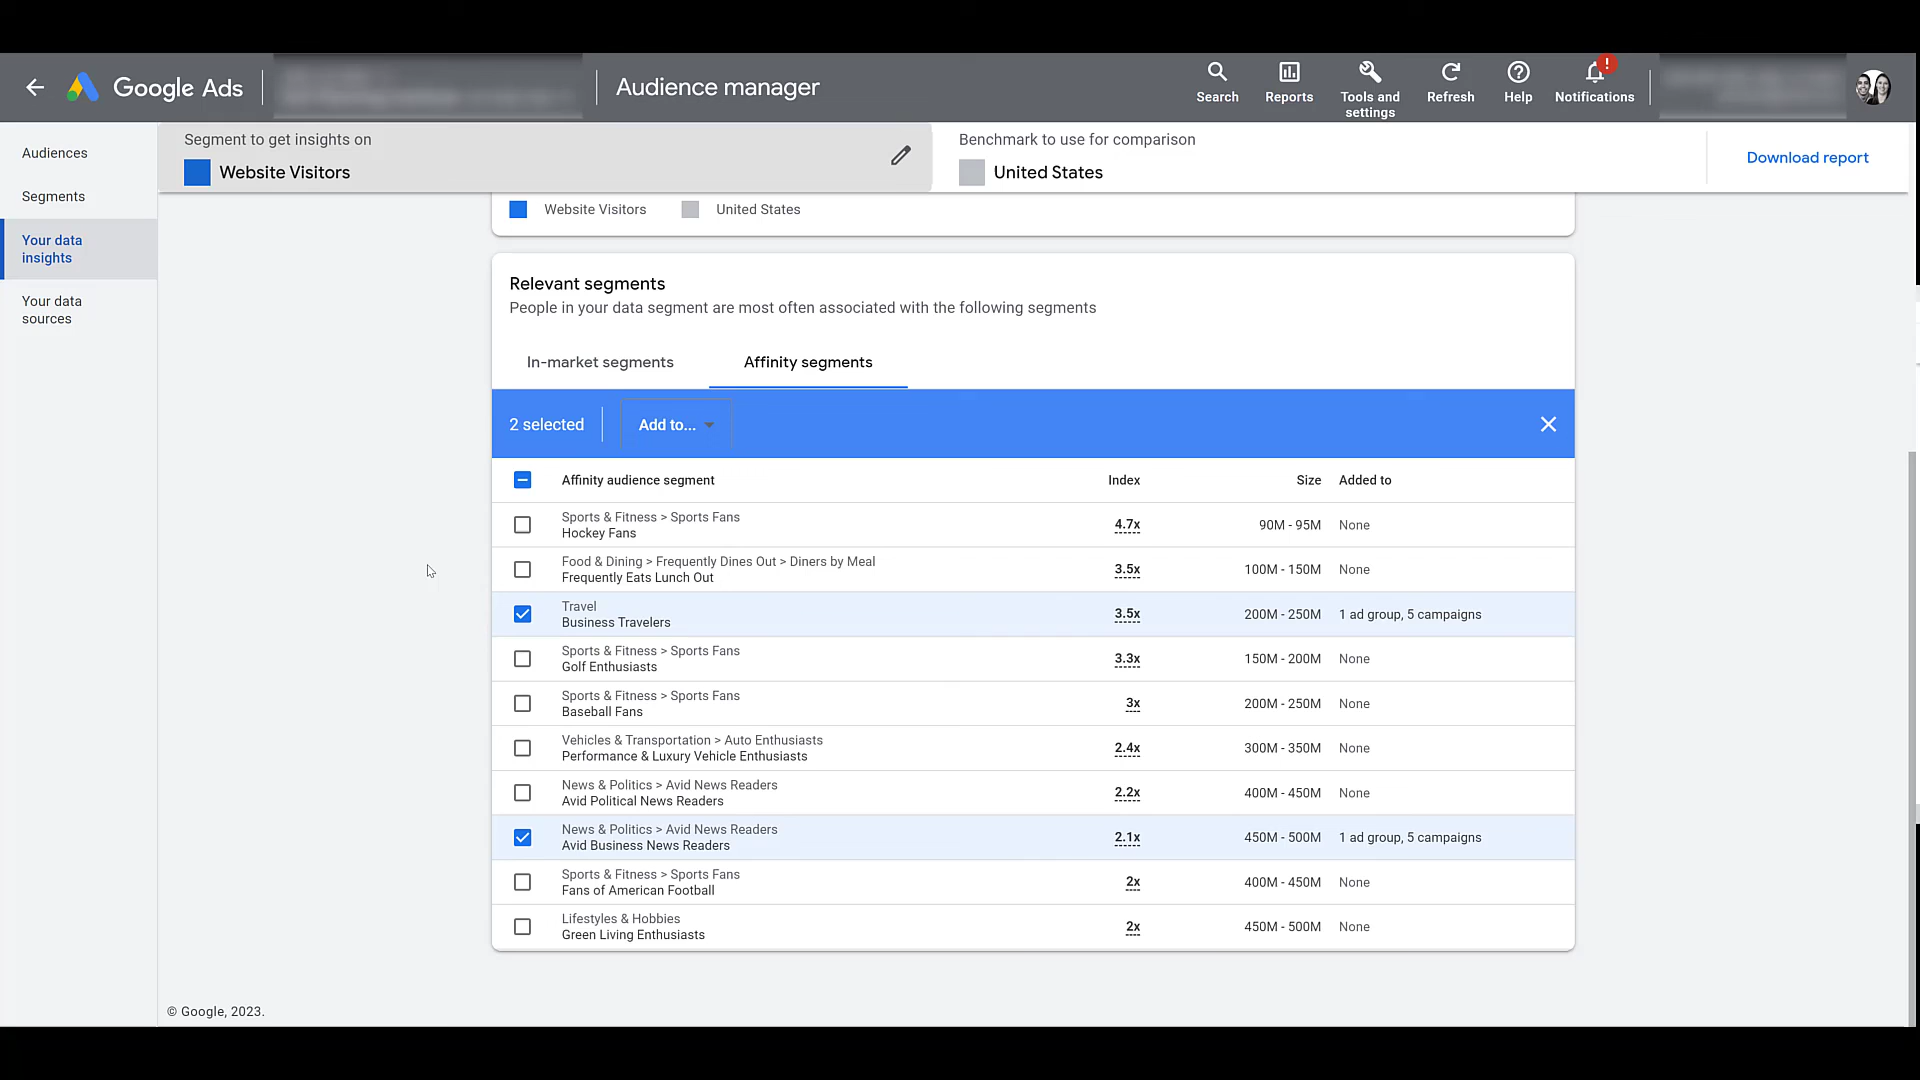 Google Ads
Audience manager
Search
Reports
Tools and
settings
Refresh
Help
!
Notifications
Audiences
Segments
Your data
insights
Your data
sources
Segment to get insights on
Website Visitors
Benchmark to use for comparison
United States
Download report
Website Visitors
United States
Relevant segments
People in your data segment are most often associated with the following segments
In-market segments
Affinity segments
2 selected
Add to...
Affinity audience segment Index Size Added to
Sports & Fitness > Sports Fans
Hockey Fans 4.7x 90M - 95M None
Food & Dining > Frequently Dines Out > Diners by Meal
Frequently Eats Lunch Out 3.5x 100M - 150M None
Travel
Business Travelers 3.5x 200M - 250M 1 ad group, 5 campaigns
Sports & Fitness > Sports Fans
Golf Enthusiasts 3.3x 150M - 200M None
Sports & Fitness > Sports Fans
Baseball Fans 3x 200M - 250M None
Vehicles & Transportation > Auto Enthusiasts
Performance & Luxury Vehicle Enthusiasts 2.4x 300M - 350M None
News & Politics > Avid News Readers
Avid Political News Readers 2.2x 400M - 450M None
News & Politics > Avid News Readers
Avid Business News Readers 2.1x 450M - 500M 1 ad group, 5 campaigns
Sports & Fitness > Sports Fans
Fans of American Football 2x 400M - 450M None
Lifestyles & Hobbies
Green Living Enthusiasts 2x 450M - 500M None
© Google, 2023.